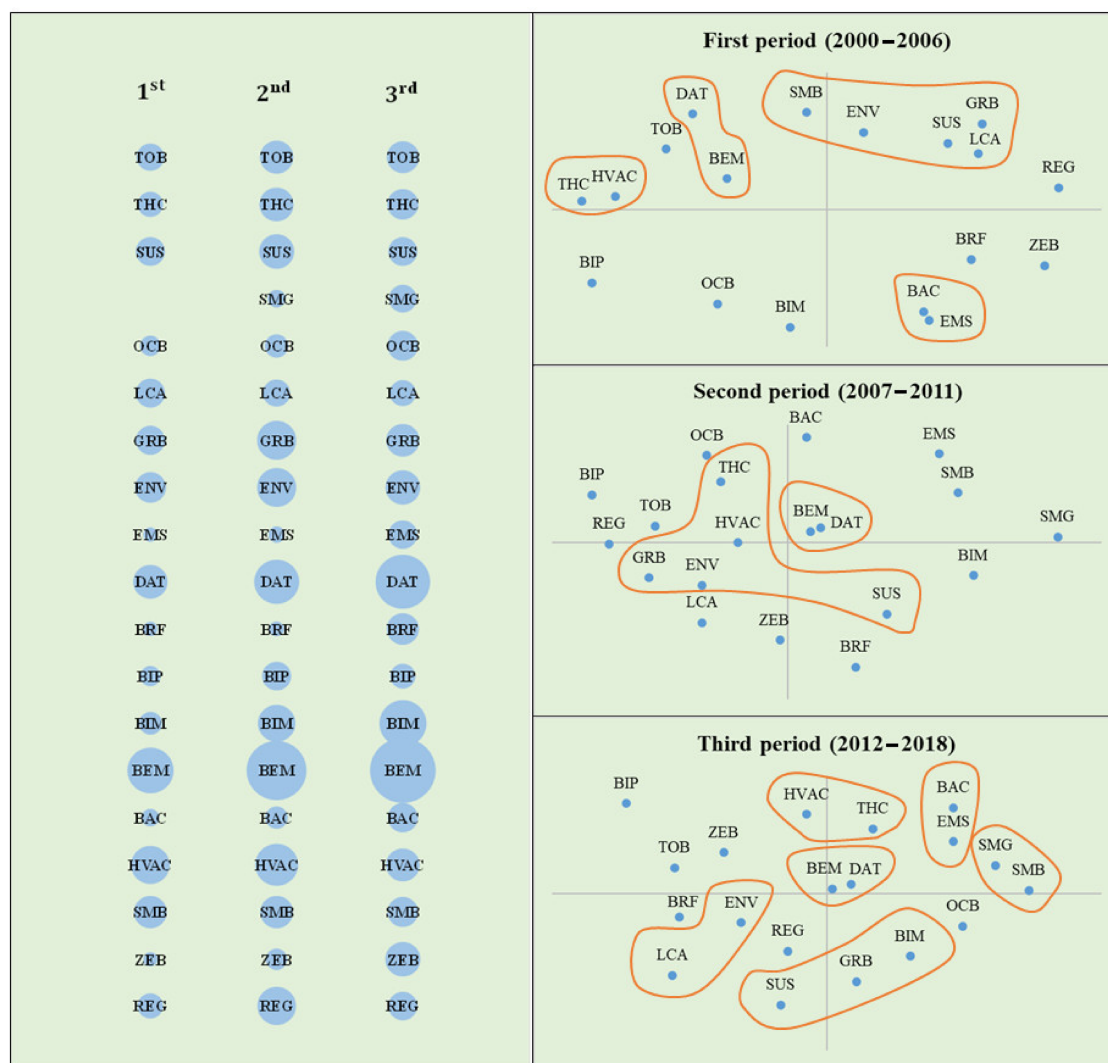 1st 2nd 3rd
TOB TOB TOB
THC THC THC
SUS SUS SUS
SMG SMG
OCB OCB OCB
LCA LCA LCA
GRB GRB GRB
ENV ENV ENV
EMS EMS EMS
DAT DAT DAT
BRF BRF BRF
BIP BIP BIP
BIM BIM BIM
BEM BEM BEM
BAC BAC BAC
HVAC HVAC HVAC
SMB SMB SMB
ZEB ZEB ZEB
REG REG REG
First period (2000–2006)
DAT
SMB
GRB
ENV
TOB
SUS
LCA
BEM
REG
THC
HVAC
BRF
ZEB
BIP
OCB
BAC
BIM
EMS
Second period (2007–2011)
BAC
OCB
EMS
THC
SMB
BIP
TOB
BEM
DAT
SMG
REG
HVAC
GRB
ENV
BIM
SUS
LCA
ZEB
BRF
Third period (2012–2018)
BIP
HVAC
THC
BAC
EMS
ZEB
TOB
SMG
SMB
BEM
DAT
BRF
ENV
OCB
REG
BIM
LCA
GRB
SUS